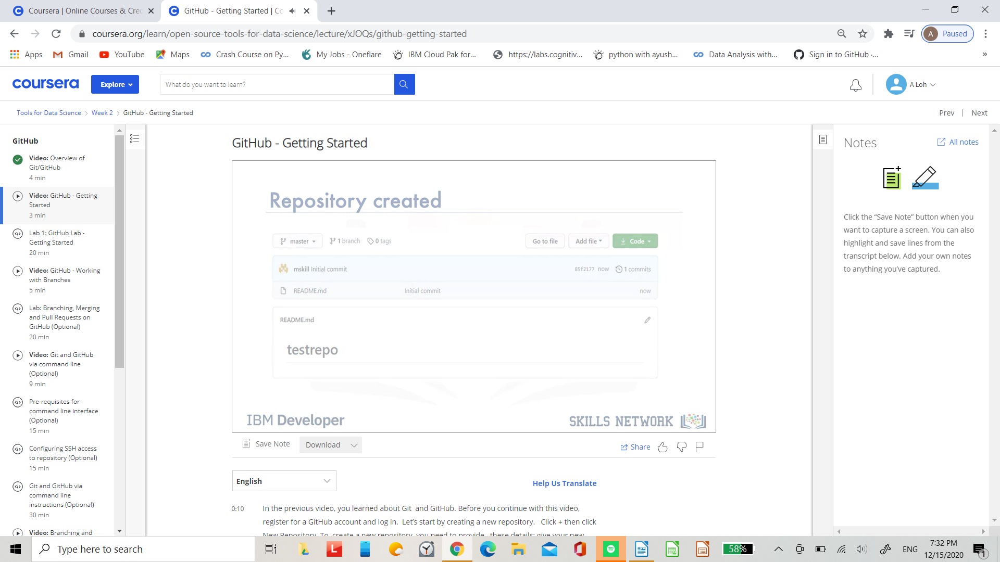 Coursera | Online Courses & Cred
GitHub - Getting Started | Co
coursera.org/learn/open-source-tools-for-data-science/lecture/xJOQs/github-getting-started
A Paused
Apps Gmail YouTube Maps Crash Course on Py... My Jobs - Oneflare IBM Cloud Pak for... https://labs.cognitiv... python with ayush... Data Analysis with... Sign in to GitHub ·... »
coursera Explore What do you want to learn? A Loh
Tools for Data Science > Week 2 > GitHub - Getting Started Prev | Next
GitHub
Video: Overview of
Git/GitHub
4 min
Video: GitHub - Getting
Started
3 min
Lab 1: GitHub Lab -
Getting Started
20 min
Video: GitHub - Working
with Branches
5 min
Lab: Branching, Merging
and Pull Requests on
GitHub (Optional)
20 min
Video: Git and GitHub
via command line
(Optional)
9 min
Pre-requisites for
command line interface
(Optional)
15 min
Configuring SSH access
to repository (Optional)
15 min
Git and GitHub via
command line
instructions (Optional)
30 min
Video: Branching and
GitHub - Getting Started
Repository created
master 1 branch 0 tags Go to file Add file Code
mskill Initial commit 85f2177 now 1 commits
README.md Initial commit now
README.md
testrepo
IBM Developer SKILLS NETWORK
Save Note Download Share
English Help Us Translate
0:10 In the previous video, you learned about Git and GitHub. Before you continue with this video,
register for a GitHub account and log in. Let's start by creating a new repository. Click + then click
New Repository. To create a new repository, you need to provide these details: give your new
Notes All notes
Click the “Save Note” button when you
want to capture a screen. You can also
highlight and save lines from the
transcript below. Add your own notes
to anything you've captured.
Type here to search
L
58%
ENG
7:32 PM
12/15/2020
1